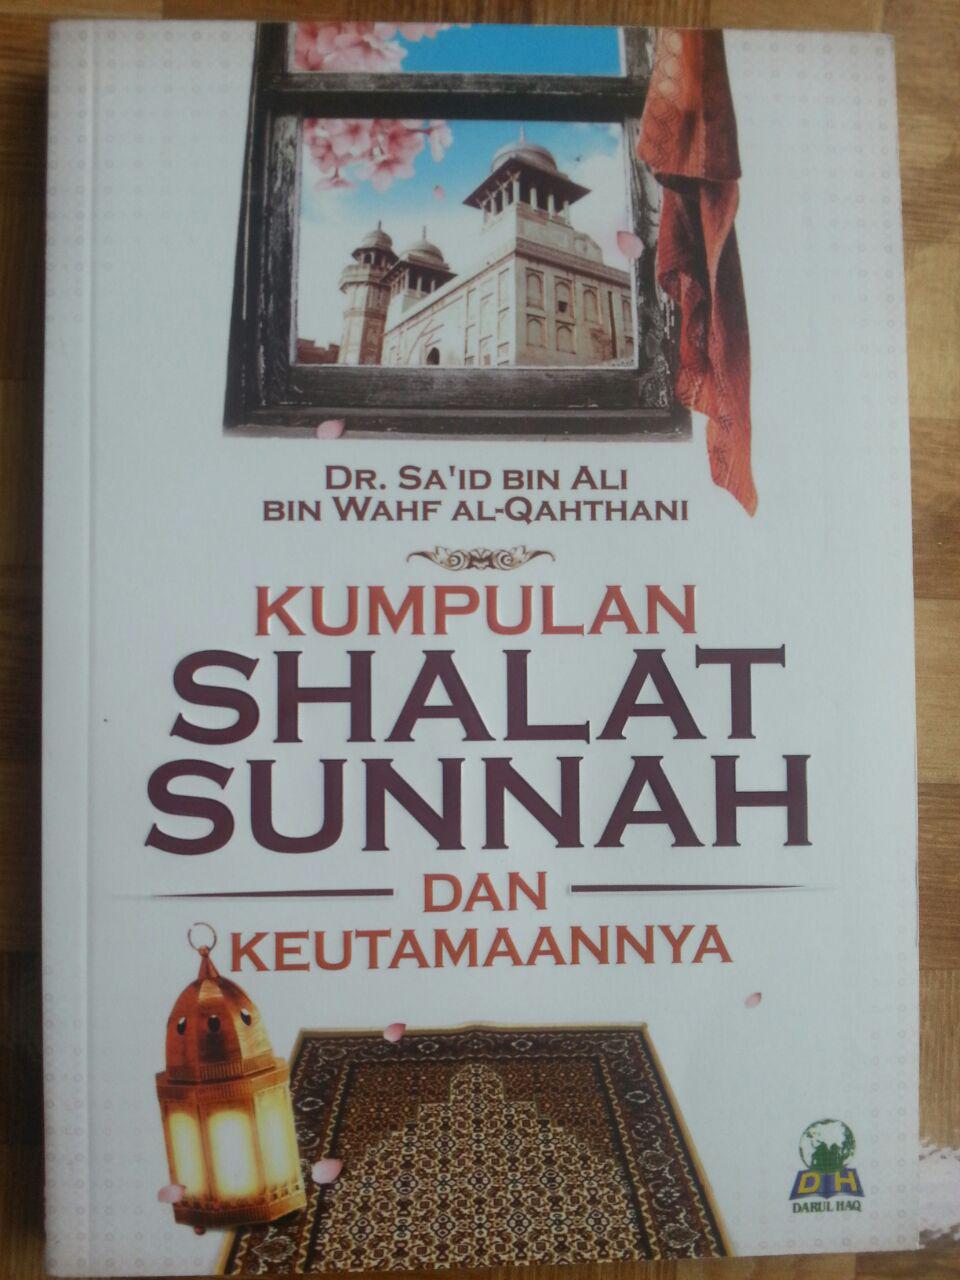 DR. SA'ID BIN ALI
BIN WAHF AL-QAHTHANI
KUMPULAN
SHALAT
SUNNAH
DAN
KEUTAMAANNYA
DH
DARUL HAQ